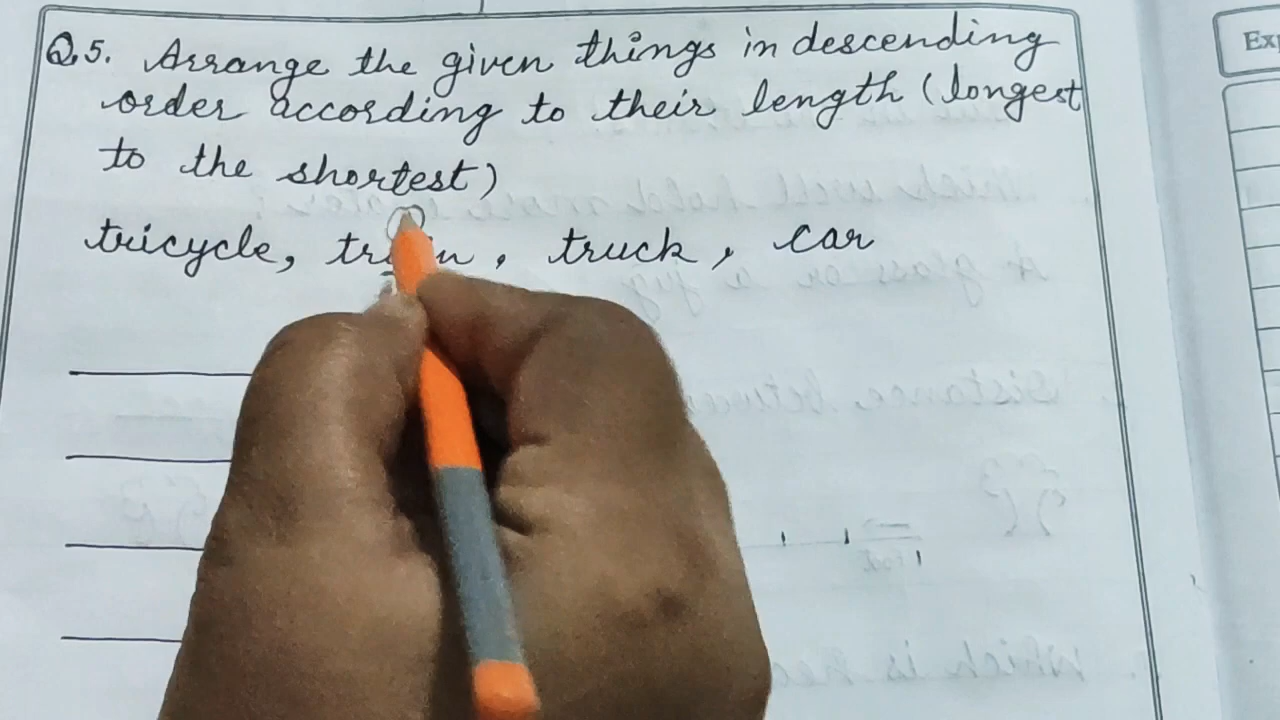 Q.5. Arrange the given things in descending
order according to their length (longest
to the shortest)
tricycle, train, truck, car